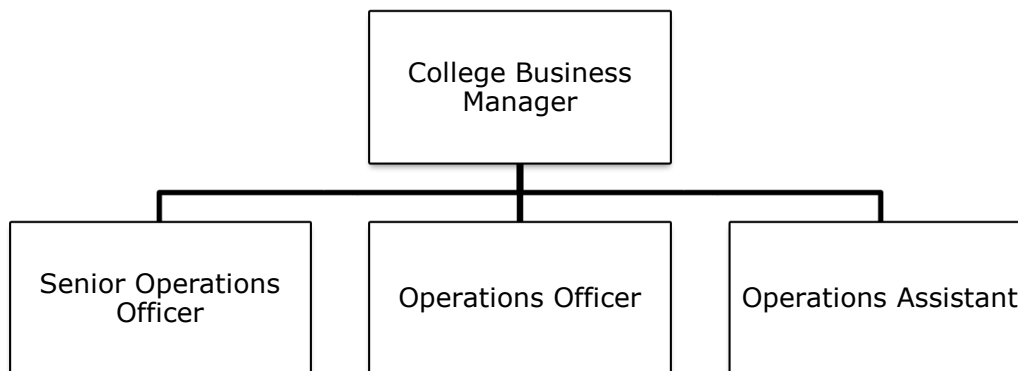 College Business
Manager
Senior Operations
Officer
Operations Officer
Operations Assistant